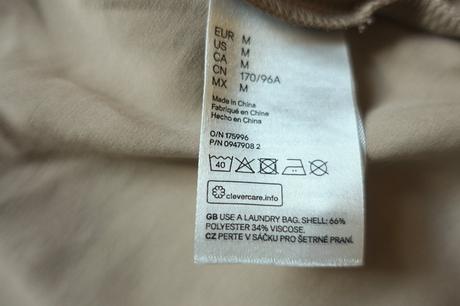 EUR M
US M
CA M
CN 170/96A
MX M
Made in China
Fabriqué en China
Hecho en China
O/N 175996
P/N 0947908 2
40
clevercare.info
GB USE A LAUNDRY BAG. SHELL: 66%
POLYESTER 34% VISCOSE.
CZ PERTE V SÁČKU PRO ŠETRNÉ PRANÍ.